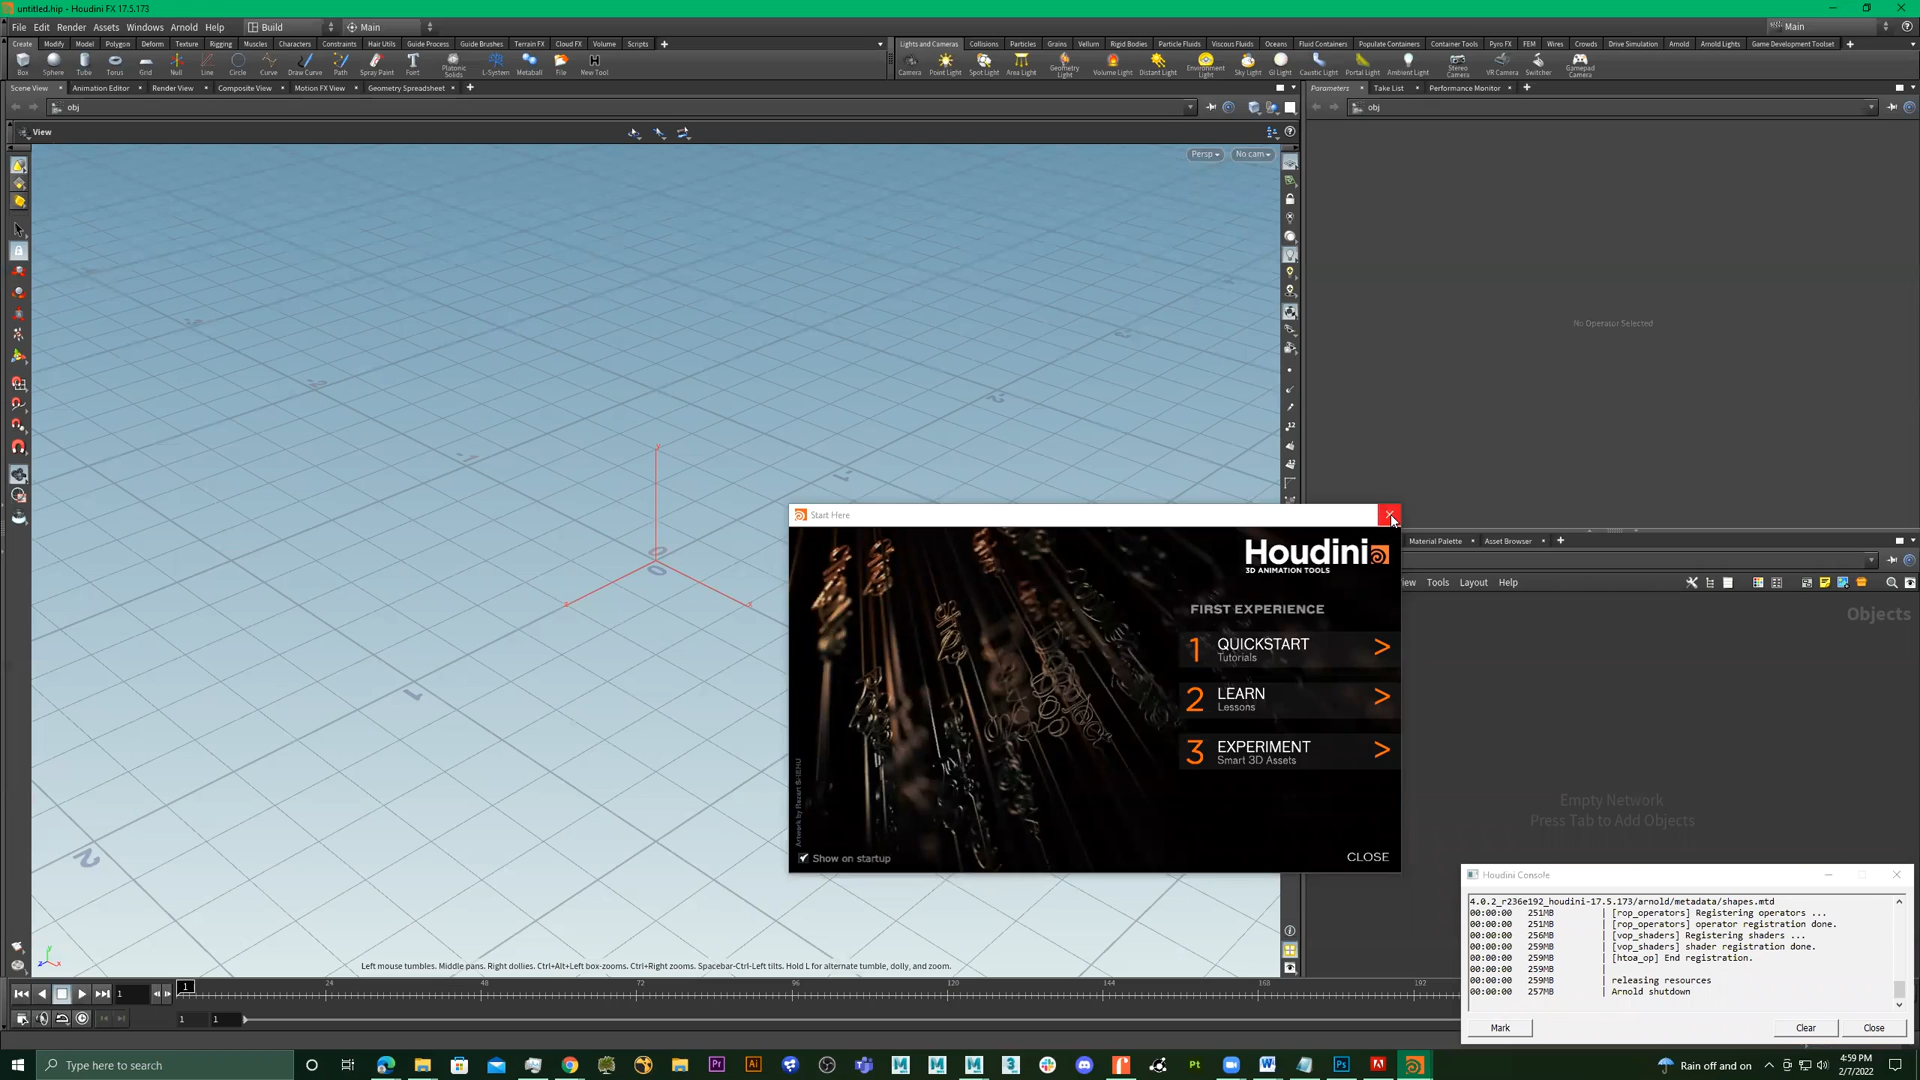 untitled.hip - Houdini FX 17.5.173
File Edit Render Assets Windows Arnold Help Build Main Main
Create Modify Model Polygon Deform Texture Rigging Muscles Characters Constraints Hair Utils Guide Process Guide Brushes Terrain FX Cloud FX Volume Scripts
Lights and Cameras Collisions Particles Grains Vellum Rigid Bodies Particle Fluids Viscous Fluids Oceans Fluid Containers Populate Containers Container Tools Pyro FX FEM Wires Crowds Drive Simulation Arnold Arnold Lights Game Development Toolset
Box Sphere Tube Torus Grid Null Line Circle Curve Draw Curve Path Spray Paint Font Platonic Solids L-System Metaball File New Tool
Camera Point Light Spot Light Area Light Geometry Light Volume Light Distant Light Environment Light Sky Light GI Light Caustic Light Portal Light Ambient Light Stereo Camera VR Camera Switcher Gamepad Camera
Scene View Animation Editor Render View Composite View Motion FX View Geometry Spreadsheet
Parameters Take List Performance Monitor
obj
obj
View
Persp No cam
No Operator Selected
Start Here
Houdini
3D ANIMATION TOOLS
FIRST EXPERIENCE
1 QUICKSTART >
Tutorials
2 LEARN >
Lessons
3 EXPERIMENT >
Smart 3D Assets
Artwork by Rezart SHEHU
Show on startup
CLOSE
Material Palette Asset Browser
Tools Layout Help
Objects
Empty Network
Press Tab to Add Objects
Houdini Console
4.0.2_r236e192_houdini-17.5.173/arnold/metadata/shapes.mtd
00:00:00 251MB | [rop_operators] Registering operators ...
00:00:00 251MB | [rop_operators] operator registration done.
00:00:00 256MB | [vop_shaders] Registering shaders ...
00:00:00 259MB | [vop_shaders] shader registration done.
00:00:00 259MB | [htoa_op] End registration.
00:00:00 259MB |
00:00:00 259MB | releasing resources
00:00:00 257MB | Arnold shutdown
Mark Clear Close
Left mouse tumbles. Middle pans. Right dollies. Ctrl+Alt+Left box-zooms. Ctrl+Right zooms. Spacebar-Ctrl-Left tilts. Hold L for alternate tumble, dolly, and zoom.
1 1 24 48 72 96 120 144 168 192
1 1
Type here to search
Rain off and on
4:59 PM
2/7/2022